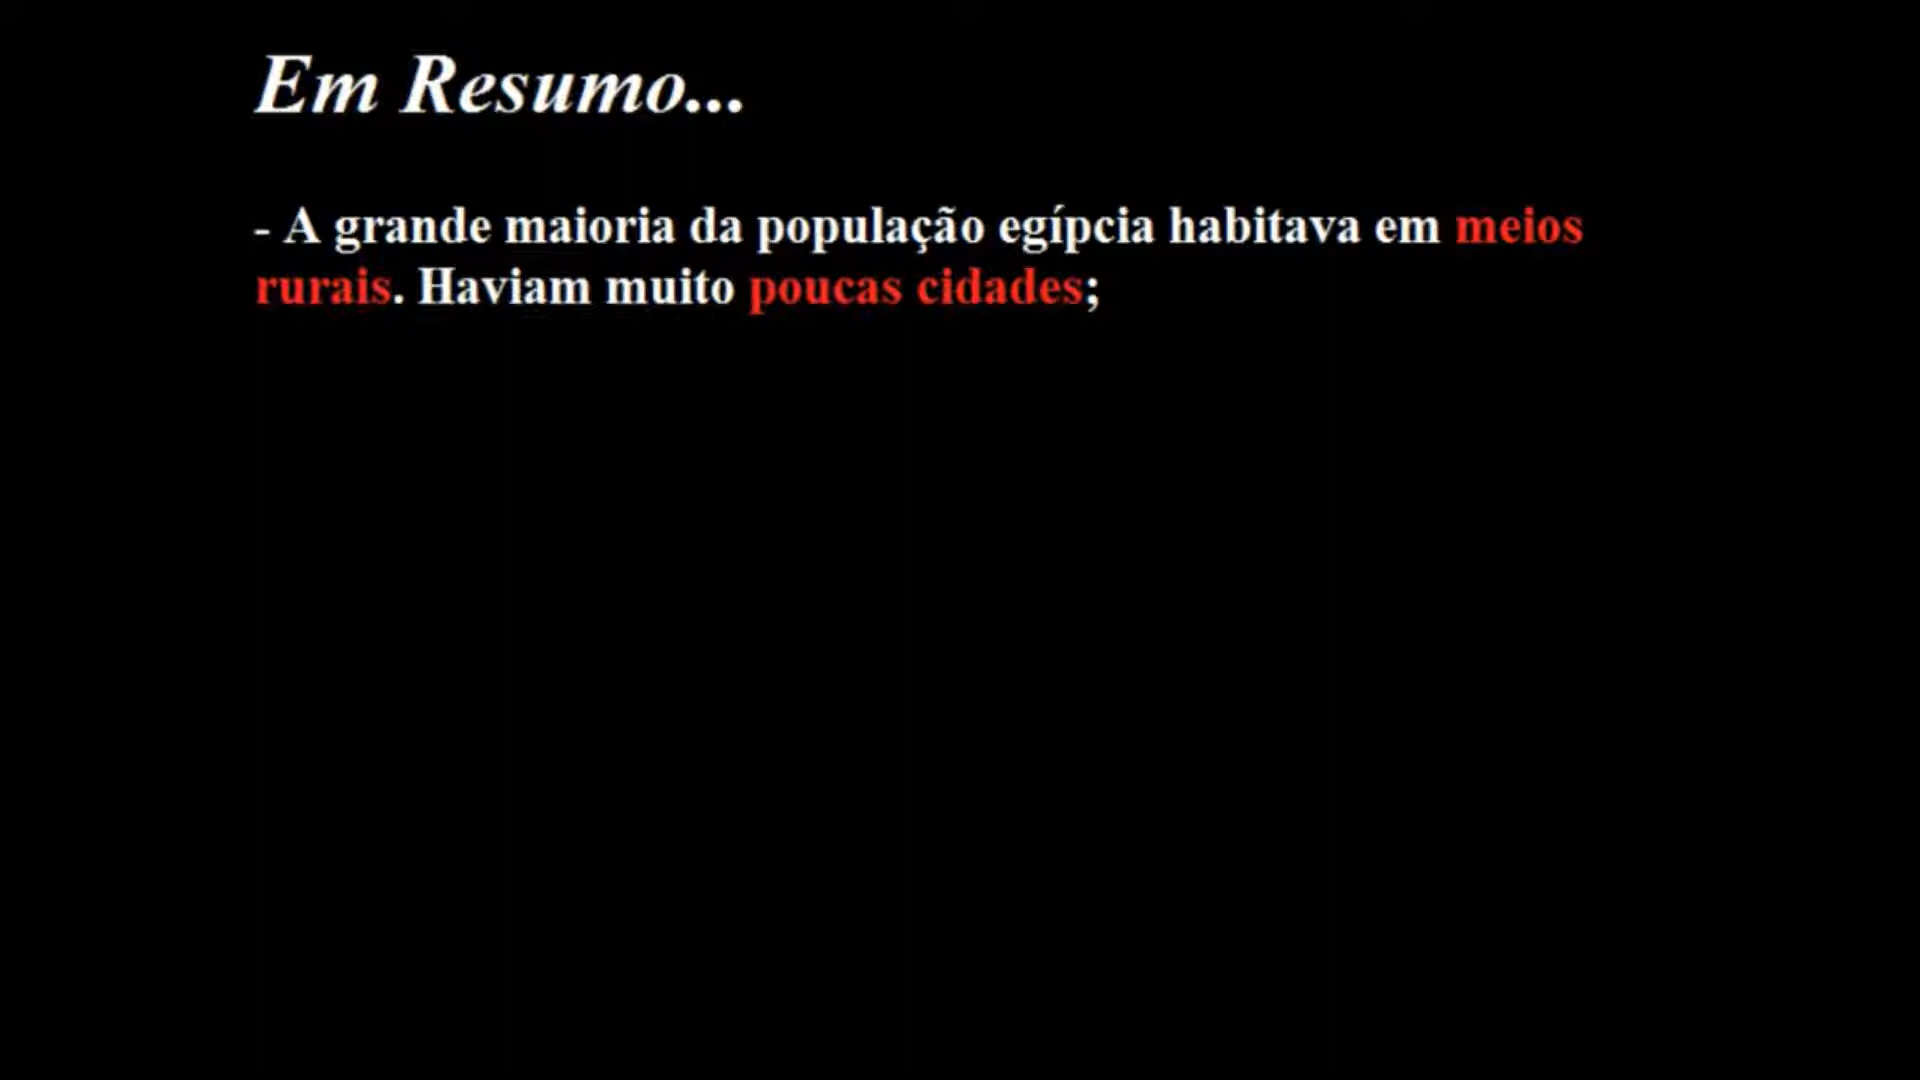 Em Resumo...
- A grande maioria da população egípcia habitava em meios
rurais. Haviam muito poucas cidades;